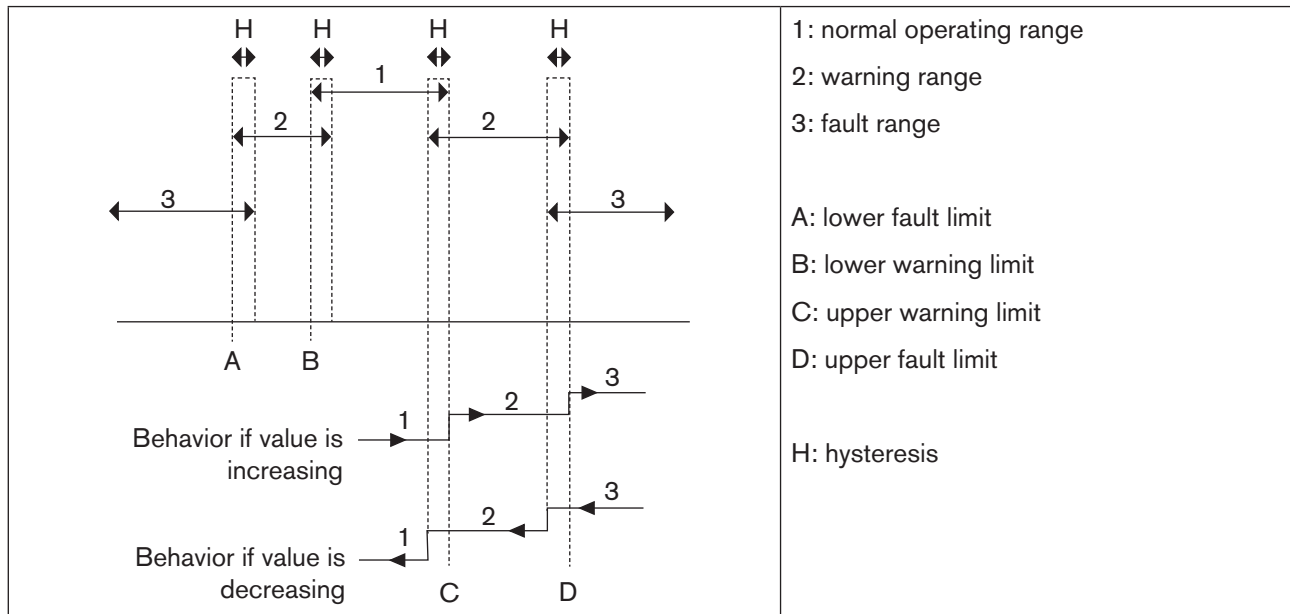 H H H H
1
2 2
3 3
A B
3
2
1
Behavior if value is
increasing
3
2
1
Behavior if value is
decreasing
C D
1: normal operating range
2: warning range
3: fault range
A: lower fault limit
B: lower warning limit
C: upper warning limit
D: upper fault limit
H: hysteresis